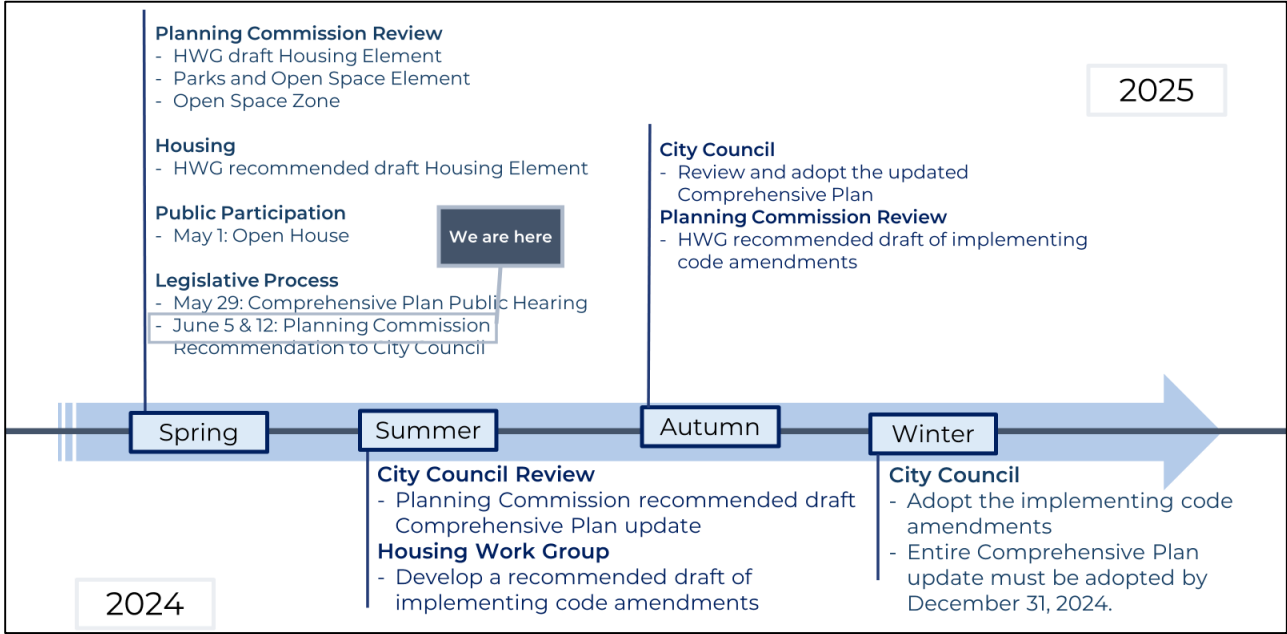 Planning Commission Review
- HWG draft Housing Element
- Parks and Open Space Element
- Open Space Zone
Housing
- HWG recommended draft Housing Element
Public Participation
- May 1: Open House
We are here
Legislative Process
- May 29: Comprehensive Plan Public Hearing
- June 5 & 12: Planning Commission
Recommendation to City Council
2025
City Council
- Review and adopt the updated
Comprehensive Plan
Planning Commission Review
- HWG recommended draft of implementing
code amendments
Spring
Summer
Autumn
Winter
City Council Review
- Planning Commission recommended draft
Comprehensive Plan update
Housing Work Group
- Develop a recommended draft of
implementing code amendments
City Council
- Adopt the implementing code
amendments
- Entire Comprehensive Plan
update must be adopted by
December 31, 2024.
2024